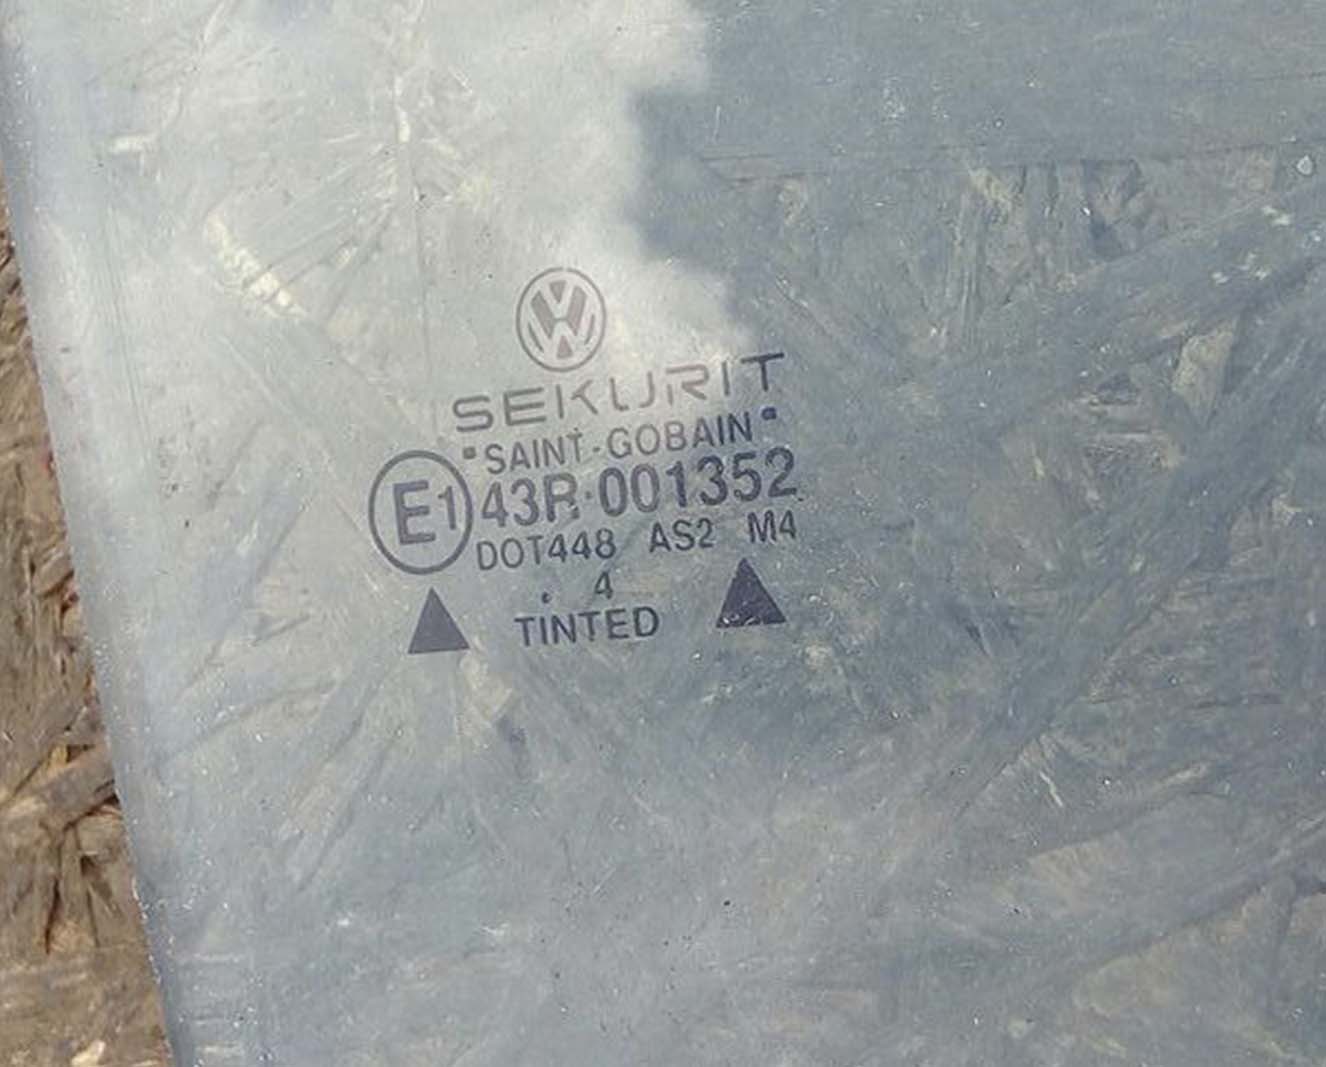 SEKURIT
SAINT-GOBAIN
E1 43R-001352
DOT448 AS2 M4
. 4
TINTED